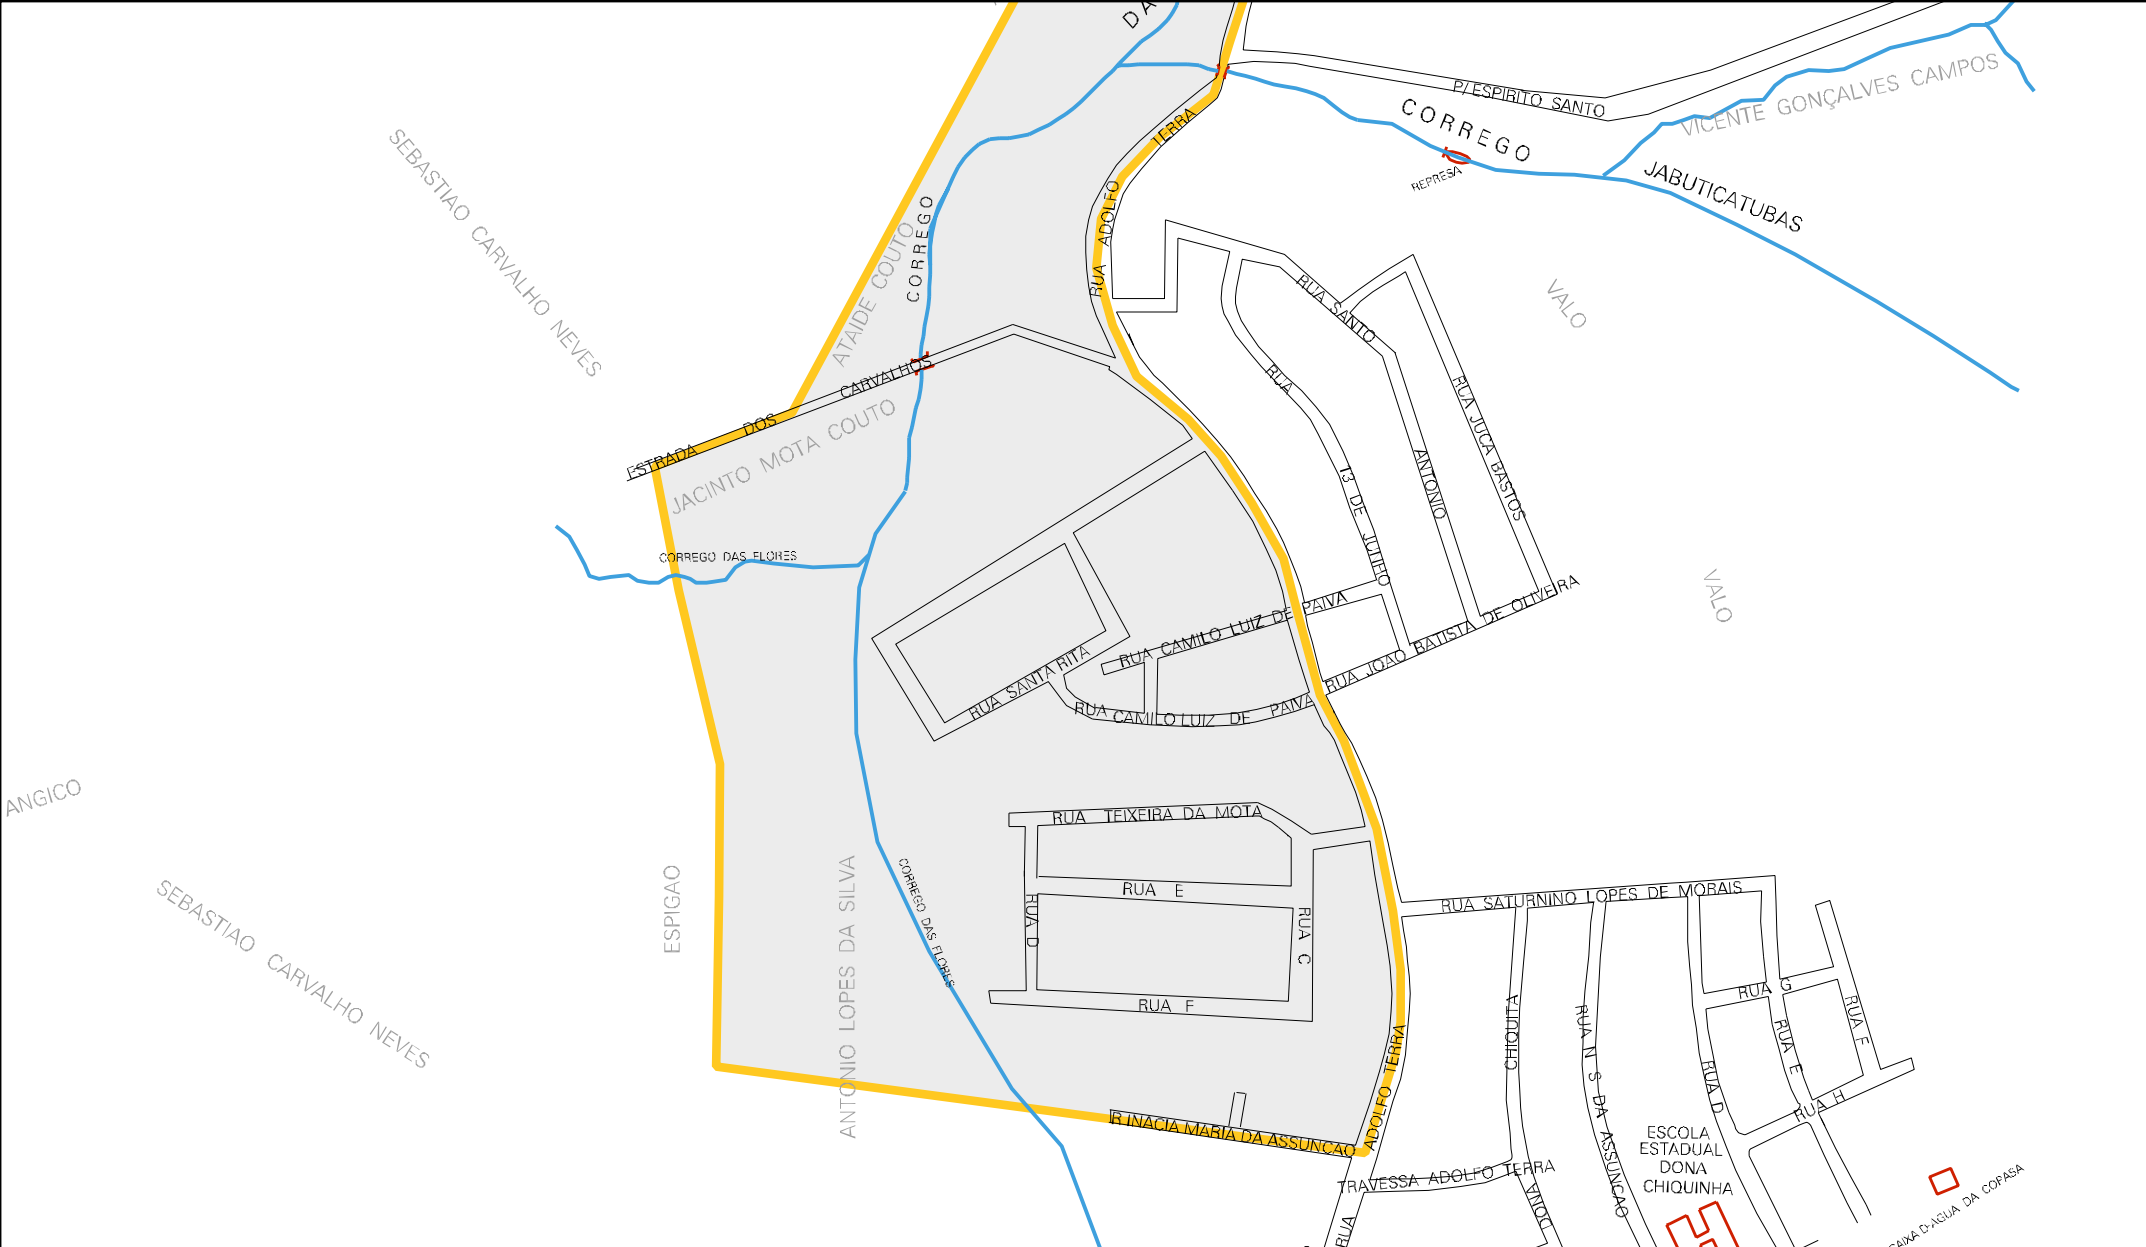 DA
P/ESPIRITO SANTO
VICENTE GONÇALVES CAMPOS
CORREGO
JABUTICATUBAS
REPRESA
RUA ADOLFO TERRA
SEBASTIAO CARVALHO NEVES
CORREGO
ATAIDE COUTO
VALO
RUA SANTO ANTONIO
RUA 13 DE JULHO
RUA JUCA BASTOS
ESTRADA DOS CARVALHOS
JACINTO MOTA COUTO
CORREGO DAS FLORES
RUA CAMILO LUIZ DE PAIVA
RUA JOAO BATISTA DE OLIVEIRA
VALO
RUA SANTA RITA
RUA CAMILO LUIZ DE PAIVA
ANGICO
RUA TEIXEIRA DA MOTA
RUA E
RUA D
RUA C
RUA F
ESPIGAO
ANTONIO LOPES DA SILVA
CORREGO DAS FLORES
SEBASTIAO CARVALHO NEVES
RUA SATURNINO LOPES DE MORAIS
RUA G
RUA F
RUA E
RUA D
RUA H
CHIQUITA
DONA
RUA N S DA ASSUNCAO
R INACIA MARIA DA ASSUNCAO
ADOLFO TERRA
RUA
TRAVESSA ADOLFO TERRA
ESCOLA
ESTADUAL
DONA
CHIQUINHA
CAIXA D-AGUA DA COPASA